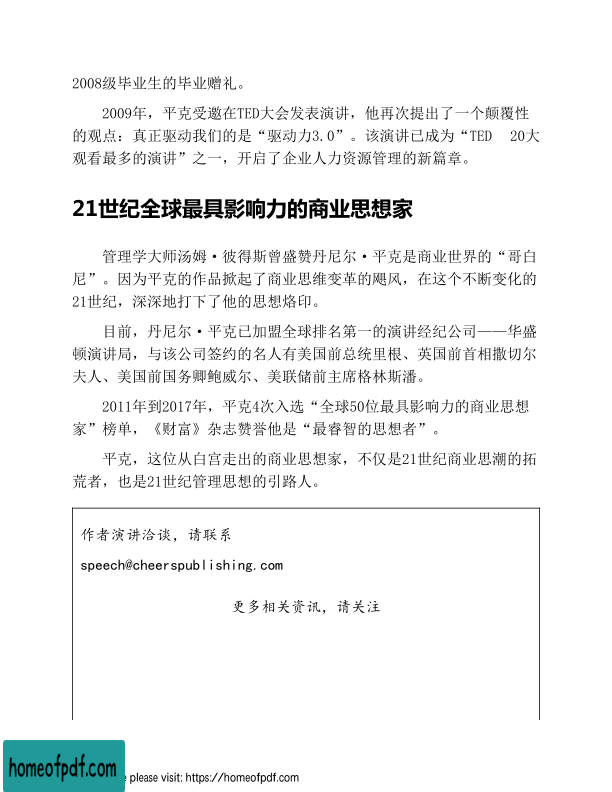 2008级毕业生的毕业赠礼。
2009年，平克受邀在TED大会发表演讲，他再次提出了一个颠覆性
的观点：真正驱动我们的是“驱动力3.0”。该演讲已成为“TED 20大
观看最多的演讲”之一，开启了企业人力资源管理的新篇章。
21世纪全球最具影响力的商业思想家
管理学大师汤姆·彼得斯曾盛赞丹尼尔·平克是商业世界的“哥白
尼”。因为平克的作品掀起了商业思维变革的飓风，在这个不断变化的
21世纪，深深地打下了他的思想烙印。
目前，丹尼尔·平克已加盟全球排名第一的演讲经纪公司——华盛
顿演讲局，与该公司签约的名人有美国前总统里根、英国前首相撒切尔
夫人、美国前国务卿鲍威尔、美联储前主席格林斯潘。
2011年到2017年，平克4次入选“全球50位最具影响力的商业思想
家”榜单，《财富》杂志赞誉他是“最睿智的思想者”。
平克，这位从白宫走出的商业思想家，不仅是21世纪商业思潮的拓
荒者，也是21世纪管理思想的引路人。
作者演讲洽谈，请联系
speech@cheerspublishing.com
更多相关资讯，请关注
homeofpdf.com
e please visit: https://homeofpdf.com